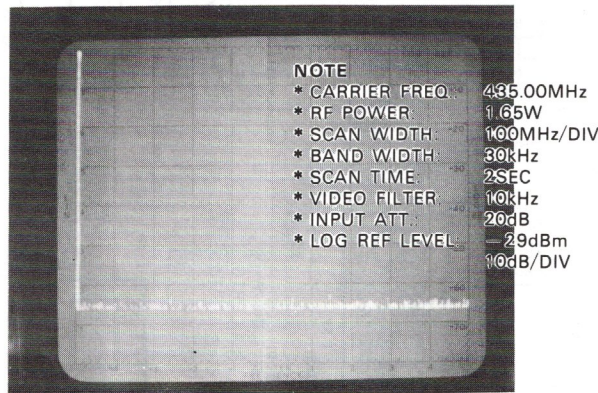 NOTE
* CARRIER FREQ.: 435.00MHz
* RF POWER: 1.65W
* SCAN WIDTH: 100MHz/DIV
* BAND WIDTH: 30kHz
* SCAN TIME: 2SEC
* VIDEO FILTER: 10kHz
* INPUT ATT.: 20dB
* LOG REF LEVEL: −29dBm
10dB/DIV